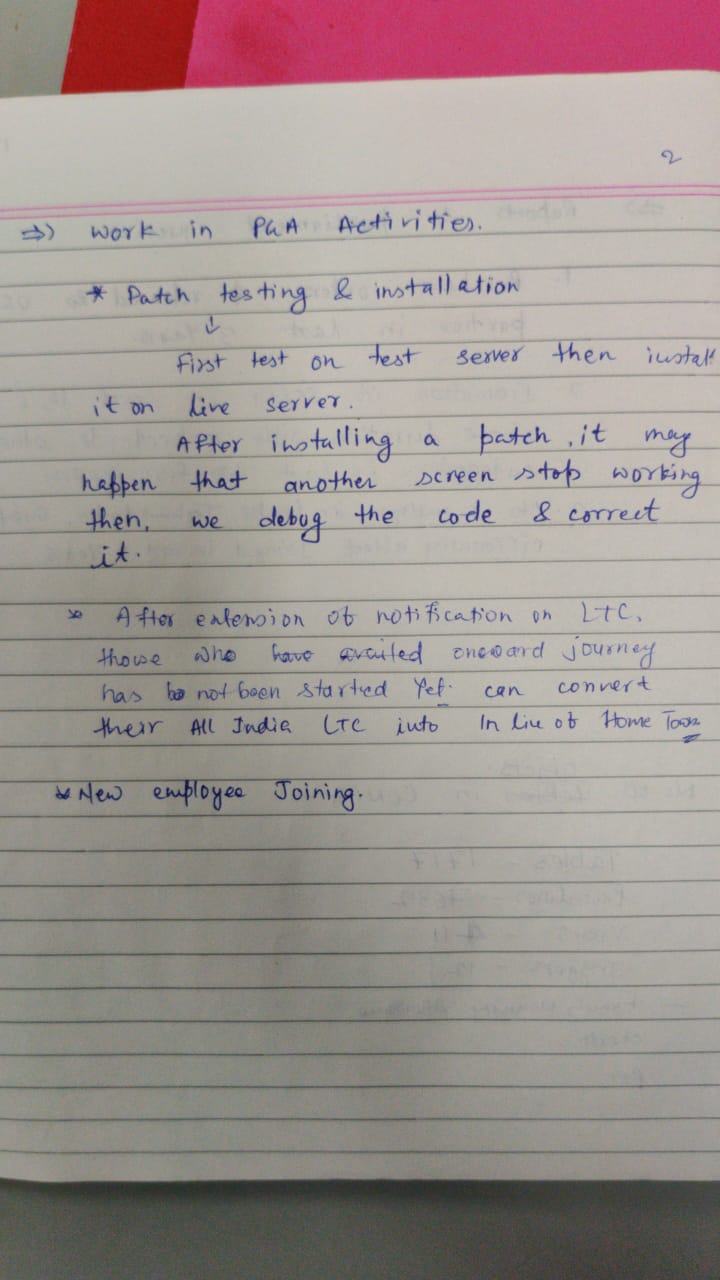 2
⇒) Work in P&A Activities.
* Patch testing & installation
↓
First test on test server then install
it on live server.
After installing a patch, it may
happen that another screen stop working
then, we debug the code & correct
it.
* After extension of notification on LTC,
those who have availed onward journey
has not been started Yet. can convert
their All India LTC into In liu of Home Town
* New employee Joining.